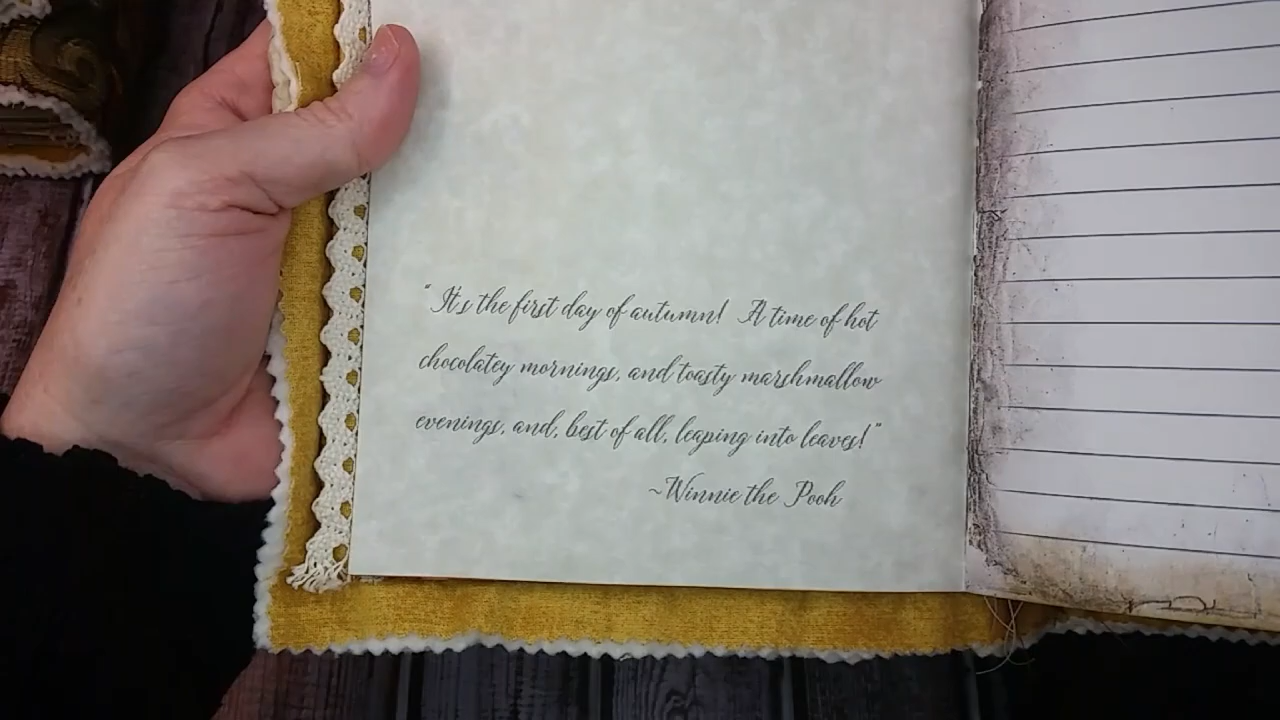 "It's the first day of autumn! A time of hot
chocolatey mornings, and toasty marshmallow
evenings, and, best of all, leaping into leaves!"
~Winnie the Pooh